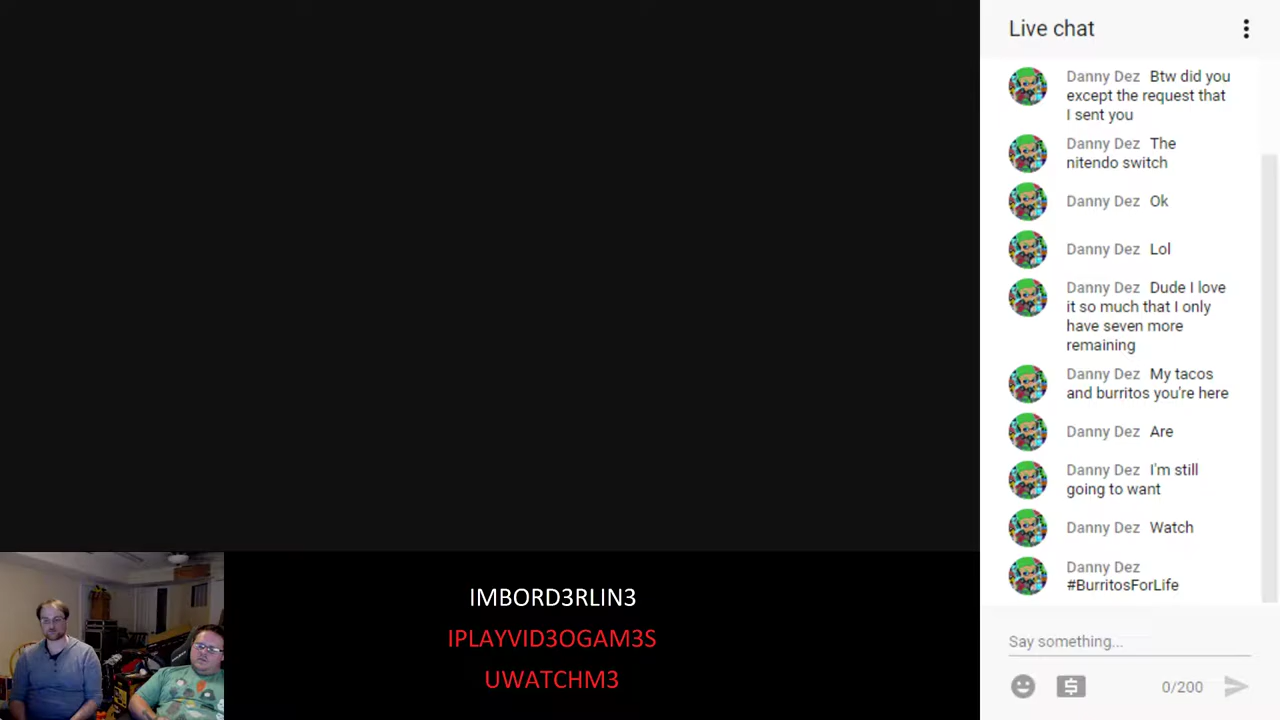 Live chat
Danny Dez Btw did you
except the request that
I sent you
Danny Dez The
nitendo switch
Danny Dez Ok
Danny Dez Lol
Danny Dez Dude I love
it so much that I only
have seven more
remaining
Danny Dez My tacos
and burritos you're here
Danny Dez Are
Danny Dez I'm still
going to want
Danny Dez Watch
Danny Dez
#BurritosForLife
Say something...
0/200
IMBORD3RLIN3
IPLAYVID3OGAM3S
UWATCHM3